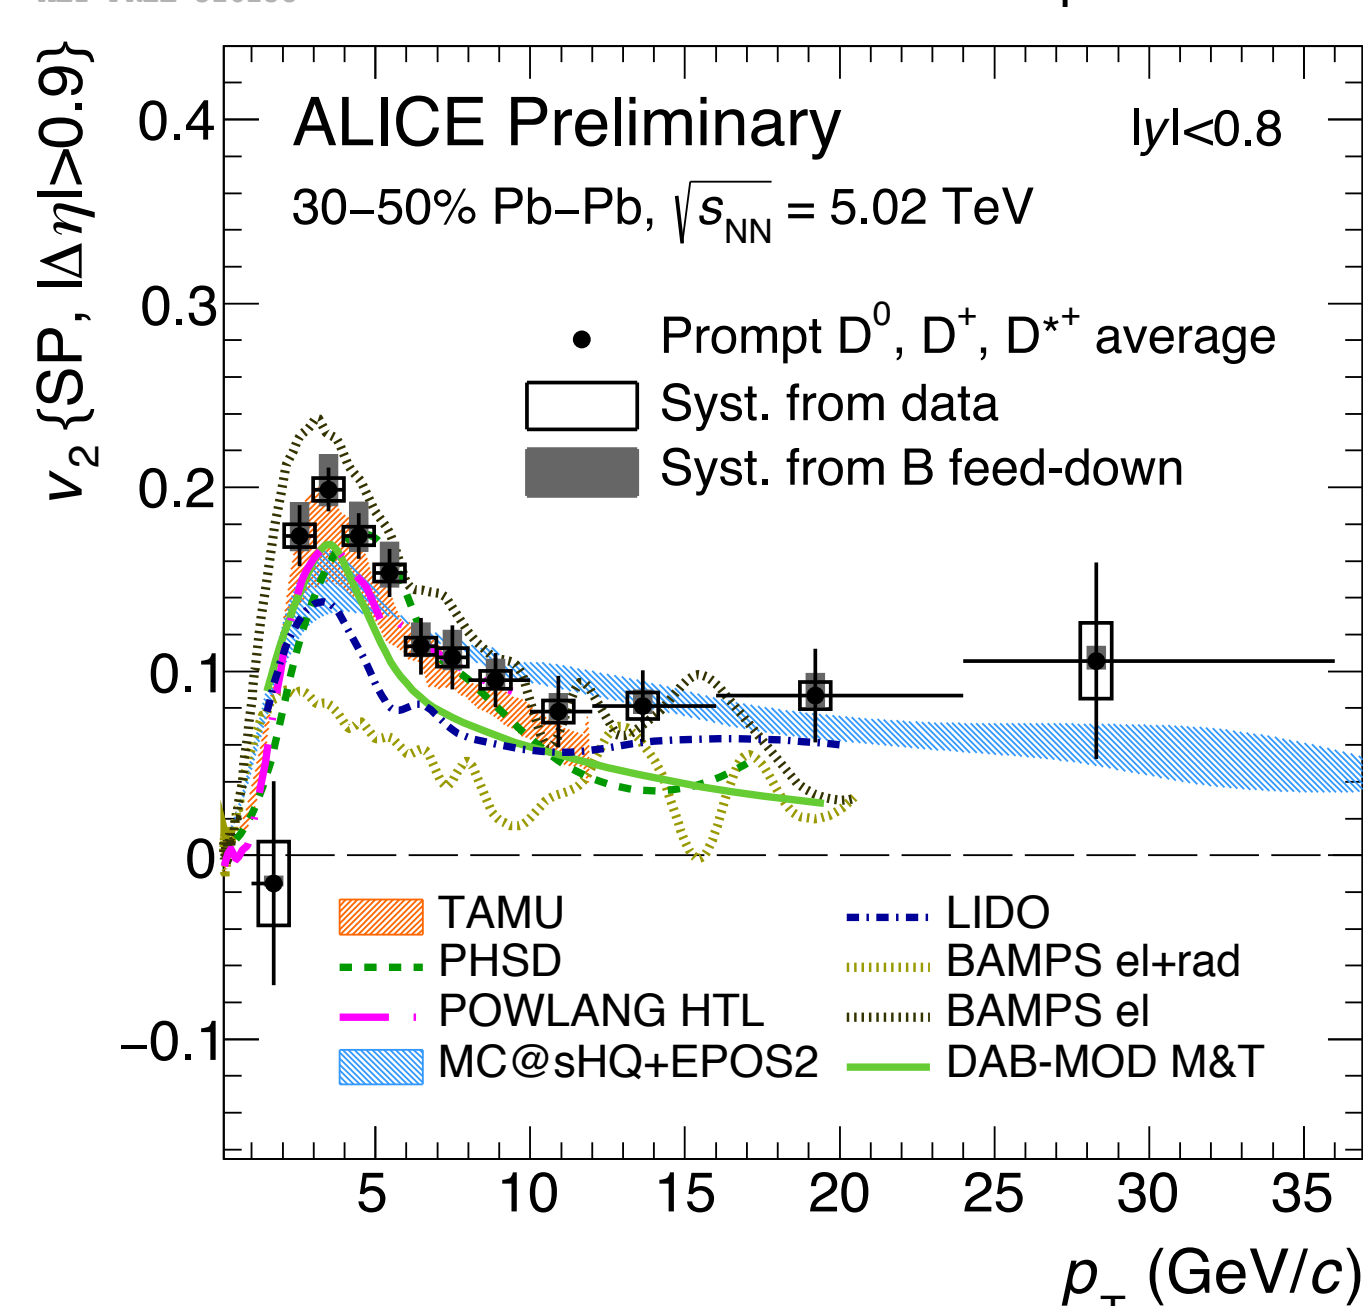 ALICE Preliminary |y|<0.8
30–50% Pb–Pb, √sNN = 5.02 TeV
Prompt D0, D+, D*+ average
Syst. from data
Syst. from B feed-down
v2 {SP, |Δη|>0.9}
0.4
0.3
0.2
0.1
0
−0.1
TAMU
PHSD
POWLANG HTL
MC@sHQ+EPOS2
LIDO
BAMPS el+rad
BAMPS el
DAB-MOD M&T
5 10 15 20 25 30 35
pT (GeV/c)